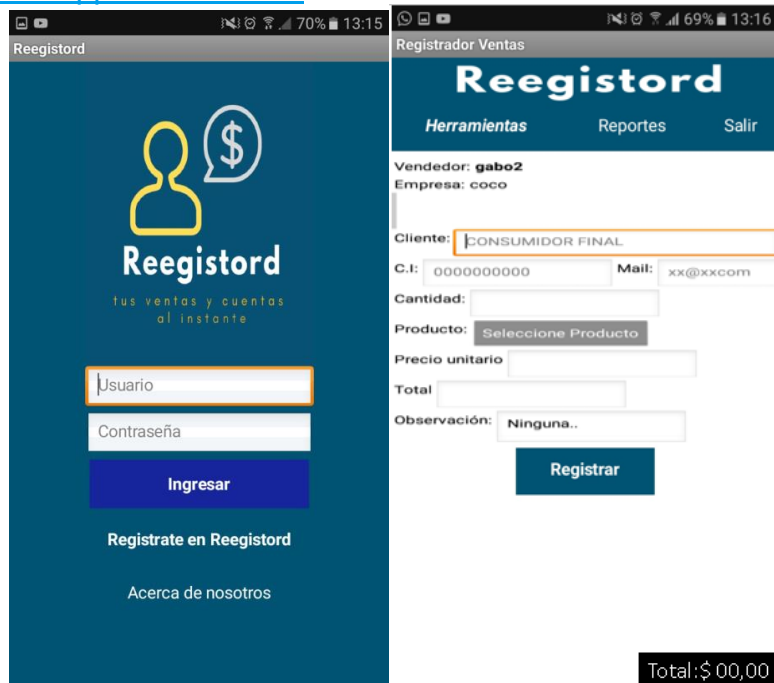 70% 13:15
Reegistord
$
Reegistord
tus ventas y cuentas
al instante
Usuario
Contraseña
Ingresar
Registrate en Reegistord
Acerca de nosotros
69% 13:16
Registrador Ventas
Reegistord
Herramientas Reportes Salir
Vendedor: gabo2
Empresa: coco
Cliente: CONSUMIDOR FINAL
C.I: 0000000000 Mail: xx@xxcom
Cantidad:
Producto: Seleccione Producto
Precio unitario
Total
Observación: Ninguna..
Registrar
Total:$ 00,00